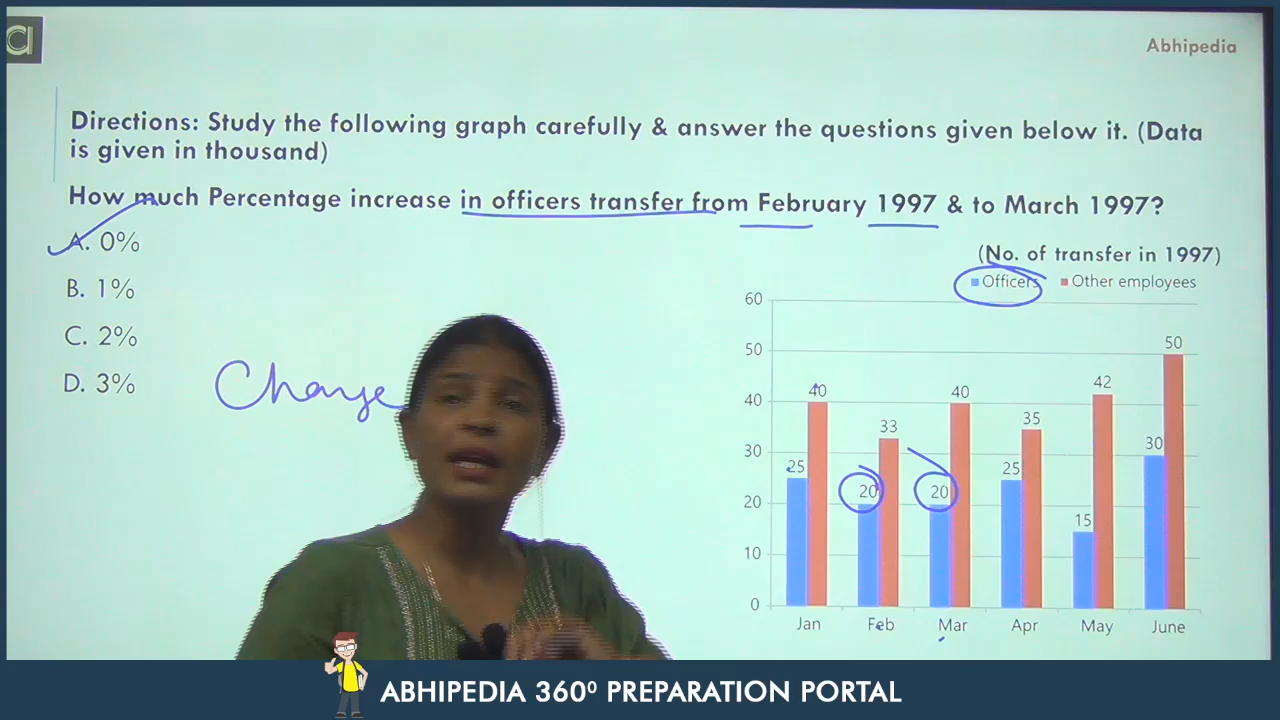 a
Abhipedia
Directions: Study the following graph carefully & answer the questions given below it. (Data
is given in thousand)
How much Percentage increase in officers transfer from February 1997 & to March 1997?
A. 0%
B. 1%
C. 2%
D. 3%
Change
(No. of transfer in 1997)
Officers Other employees
60
50
40
30
20
10
0
25 40
20 33
20 40
25 35
15 42
30 50
Jan Feb Mar Apr May June
ABHIPEDIA 360⁰ PREPARATION PORTAL